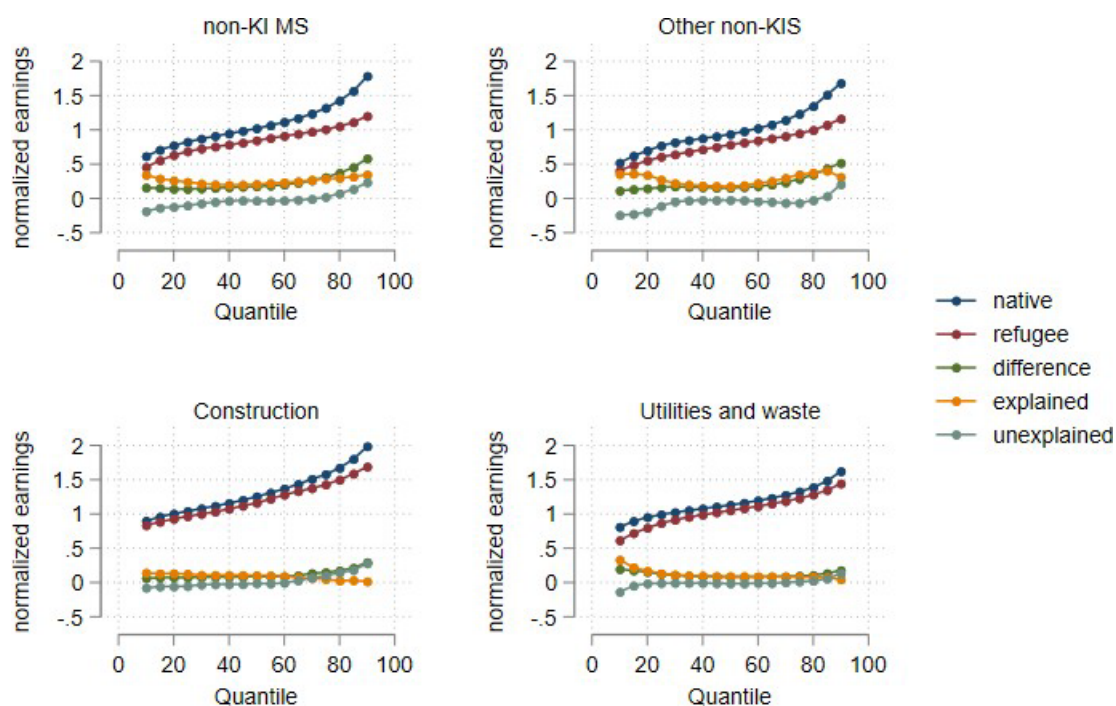 non-KI MS
normalized earnings
2
1.5
1
.5
0
-.5
0 20 40 60 80 100
Quantile
Other non-KIS
normalized earnings
2
1.5
1
.5
0
-.5
0 20 40 60 80 100
Quantile
native
refugee
difference
explained
unexplained
Construction
normalized earnings
2
1.5
1
.5
0
-.5
0 20 40 60 80 100
Quantile
Utilities and waste
normalized earnings
2
1.5
1
.5
0
-.5
0 20 40 60 80 100
Quantile